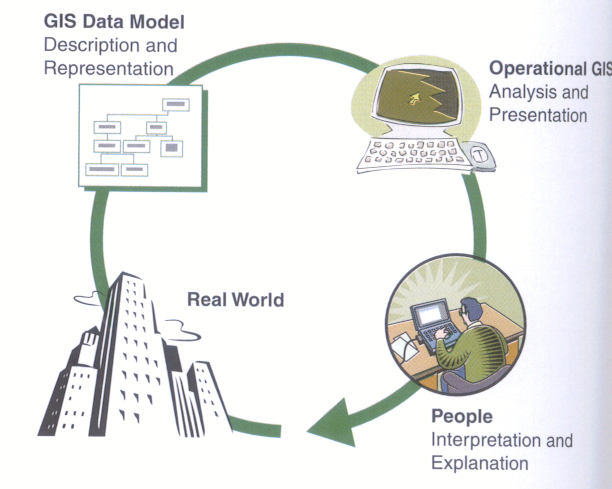 GIS Data Model
Description and
Representation
Operational GIS
Analysis and
Presentation
Real World
People
Interpretation and
Explanation